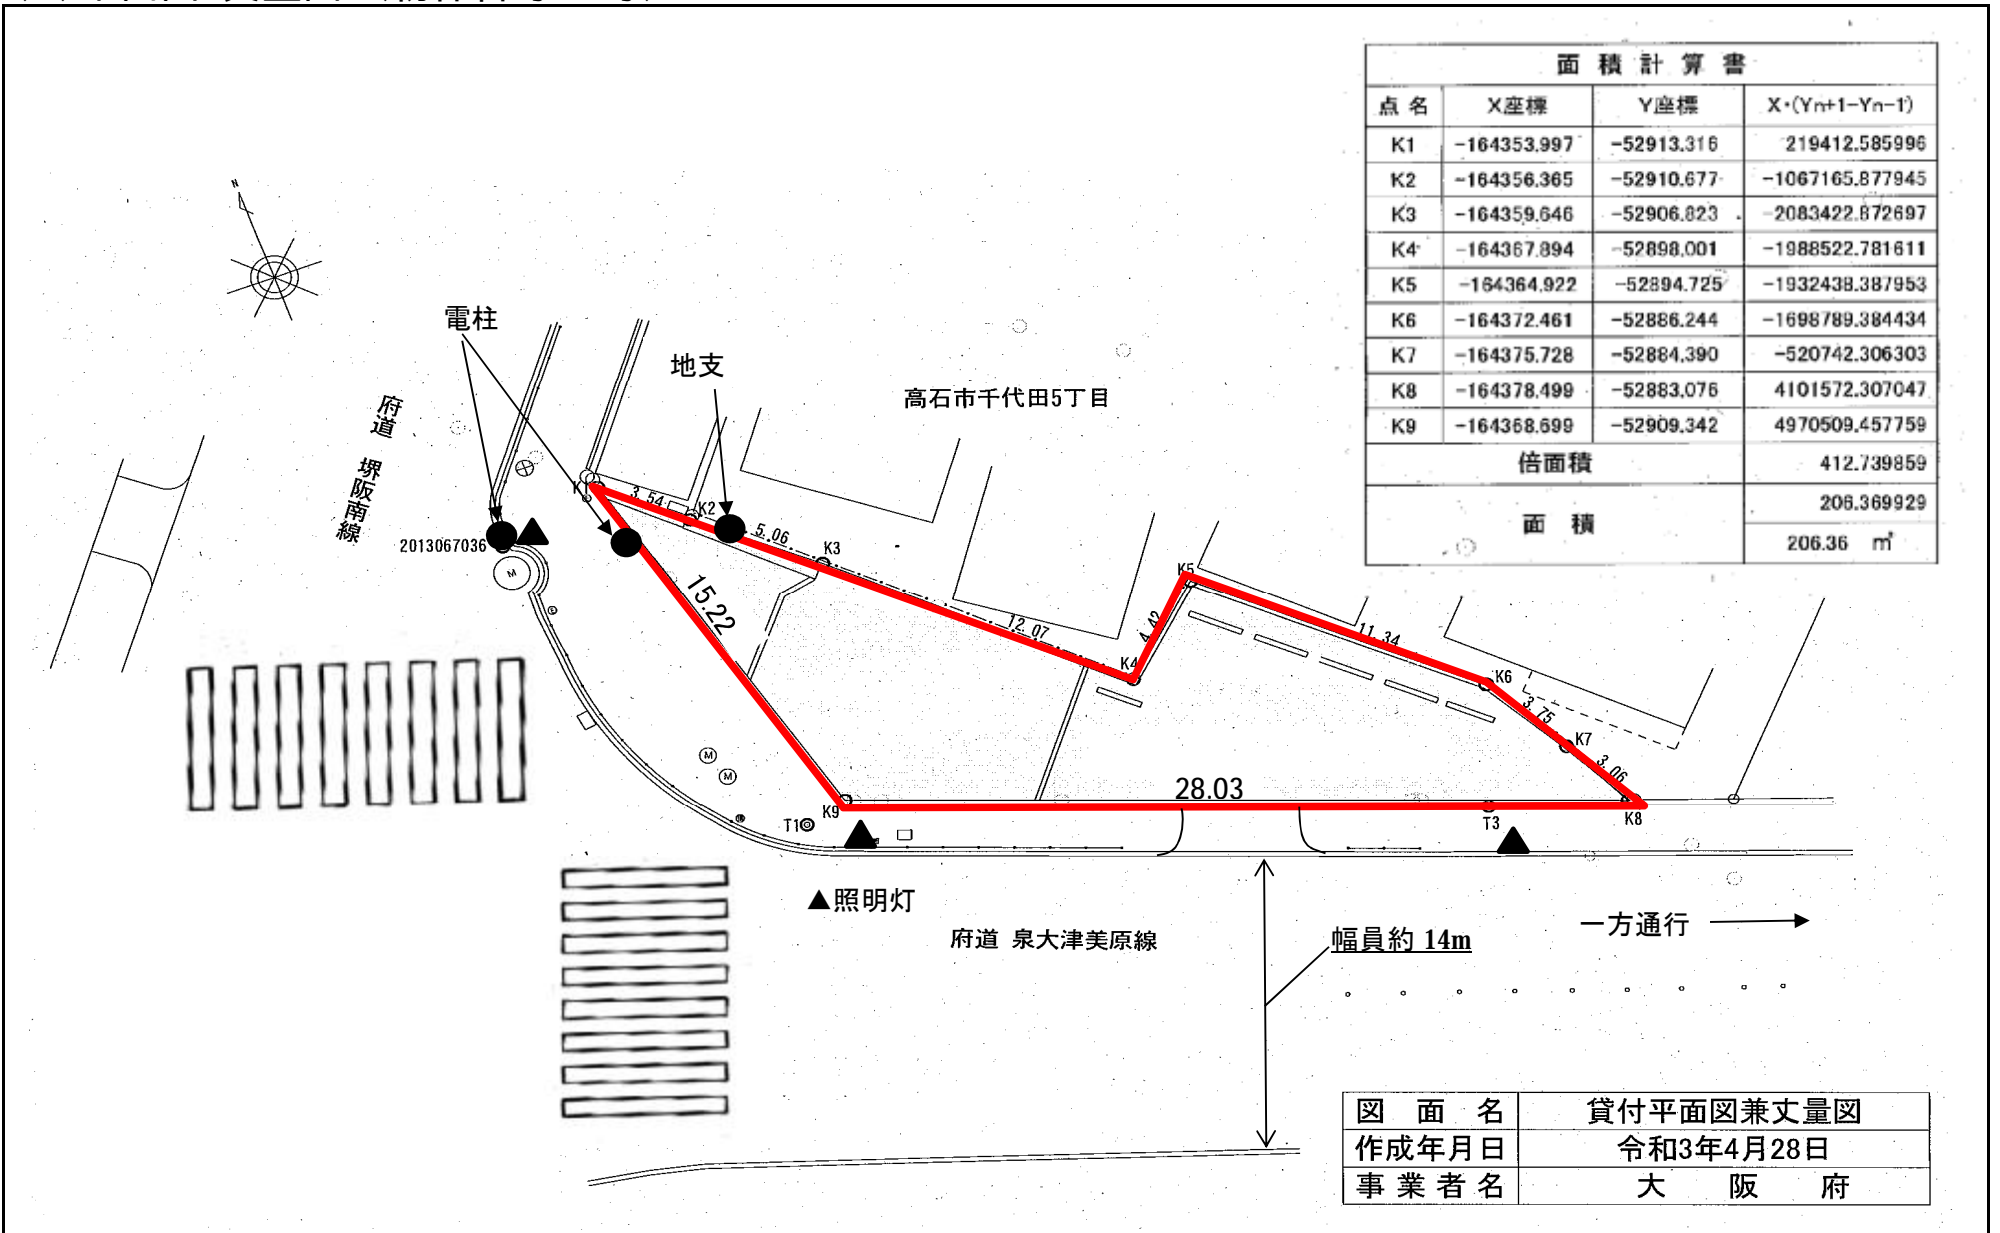 面積計算書
点名 X座標 Y座標 X・(Yn+1-Yn-1)
K1 -164353.997 -52913.316 219412.585996
K2 -164356.365 -52910.677 -1067165.877945
K3 -164359.646 -52906.823 -2083422.872697
K4 -164367.894 -52898.001 -1988522.781611
K5 -164364.922 -52894.725 -1932438.387953
K6 -164372.461 -52886.244 -1698789.384434
K7 -164375.728 -52884.390 -520742.306303
K8 -164378.499 -52883.076 4101572.307047
K9 -164368.699 -52909.342 4970509.457759
倍面積 412.739859
面積 206.369929
206.36 ㎡
N
電柱
地支
高石市千代田5丁目
府道 堺阪南線
K1
3.54
K2
5.06
K3
2013067036
M
15.22
12.07
K4
4.42
K5
11.34
K6
3.75
K7
3.06
M
M
28.03
K9
T1
T3
K8
▲照明灯
府道 泉大津美原線
幅員約 14m
一方通行
図面名 貸付平面図兼丈量図
作成年月日 令和3年4月28日
事業者名 大阪府